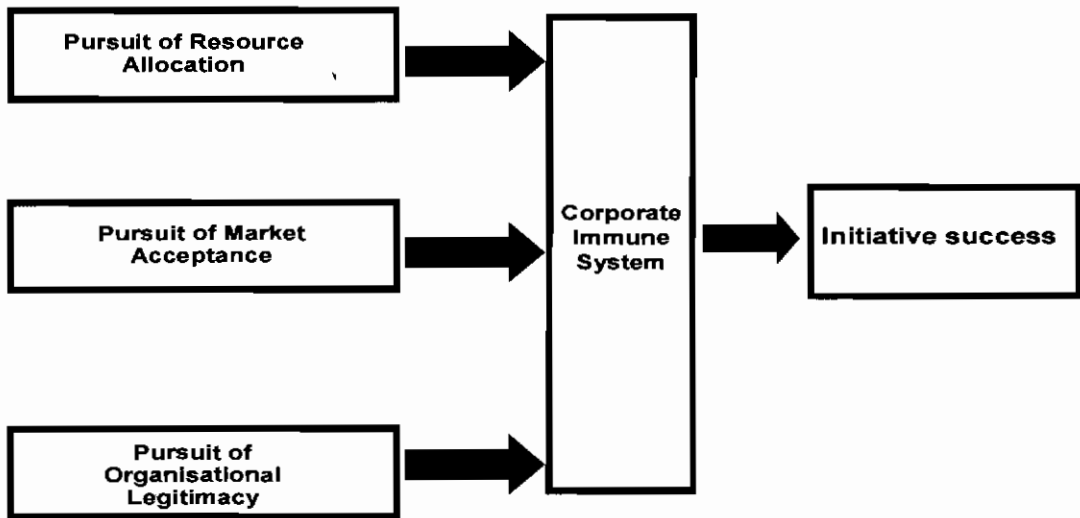 Pursuit of Resource
Allocation
Pursuit of Market
Acceptance
Pursuit of
Organisational
Legitimacy
Corporate
Immune
System
Initiative success